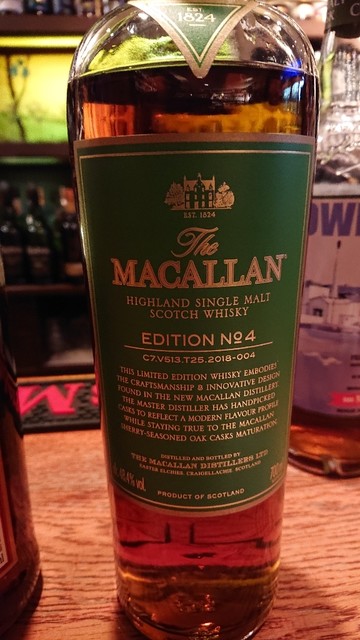 EST.
1824
EST. 1824
The
MACALLAN
HIGHLAND SINGLE MALT
SCOTCH WHISKY
EDITION No4
C7.V513.T25.2018-004
THIS LIMITED EDITION WHISKY EMBODIES
THE CRAFTSMANSHIP & INNOVATIVE DESIGN
FOUND IN THE NEW MACALLAN DISTILLERY.
THE MASTER DISTILLER HAS HANDPICKED
CASKS TO REFLECT A MODERN FLAVOUR PROFILE
WHILE STAYING TRUE TO THE MACALLAN
SHERRY-SEASONED OAK CASKS MATURATION.
DISTILLED AND BOTTLED BY
THE MACALLAN DISTILLERS LTD
EASTER ELCHIES, CRAIGELLACHIE, SCOTLAND
48.4% vol
700ml
PRODUCT OF SCOTLAND